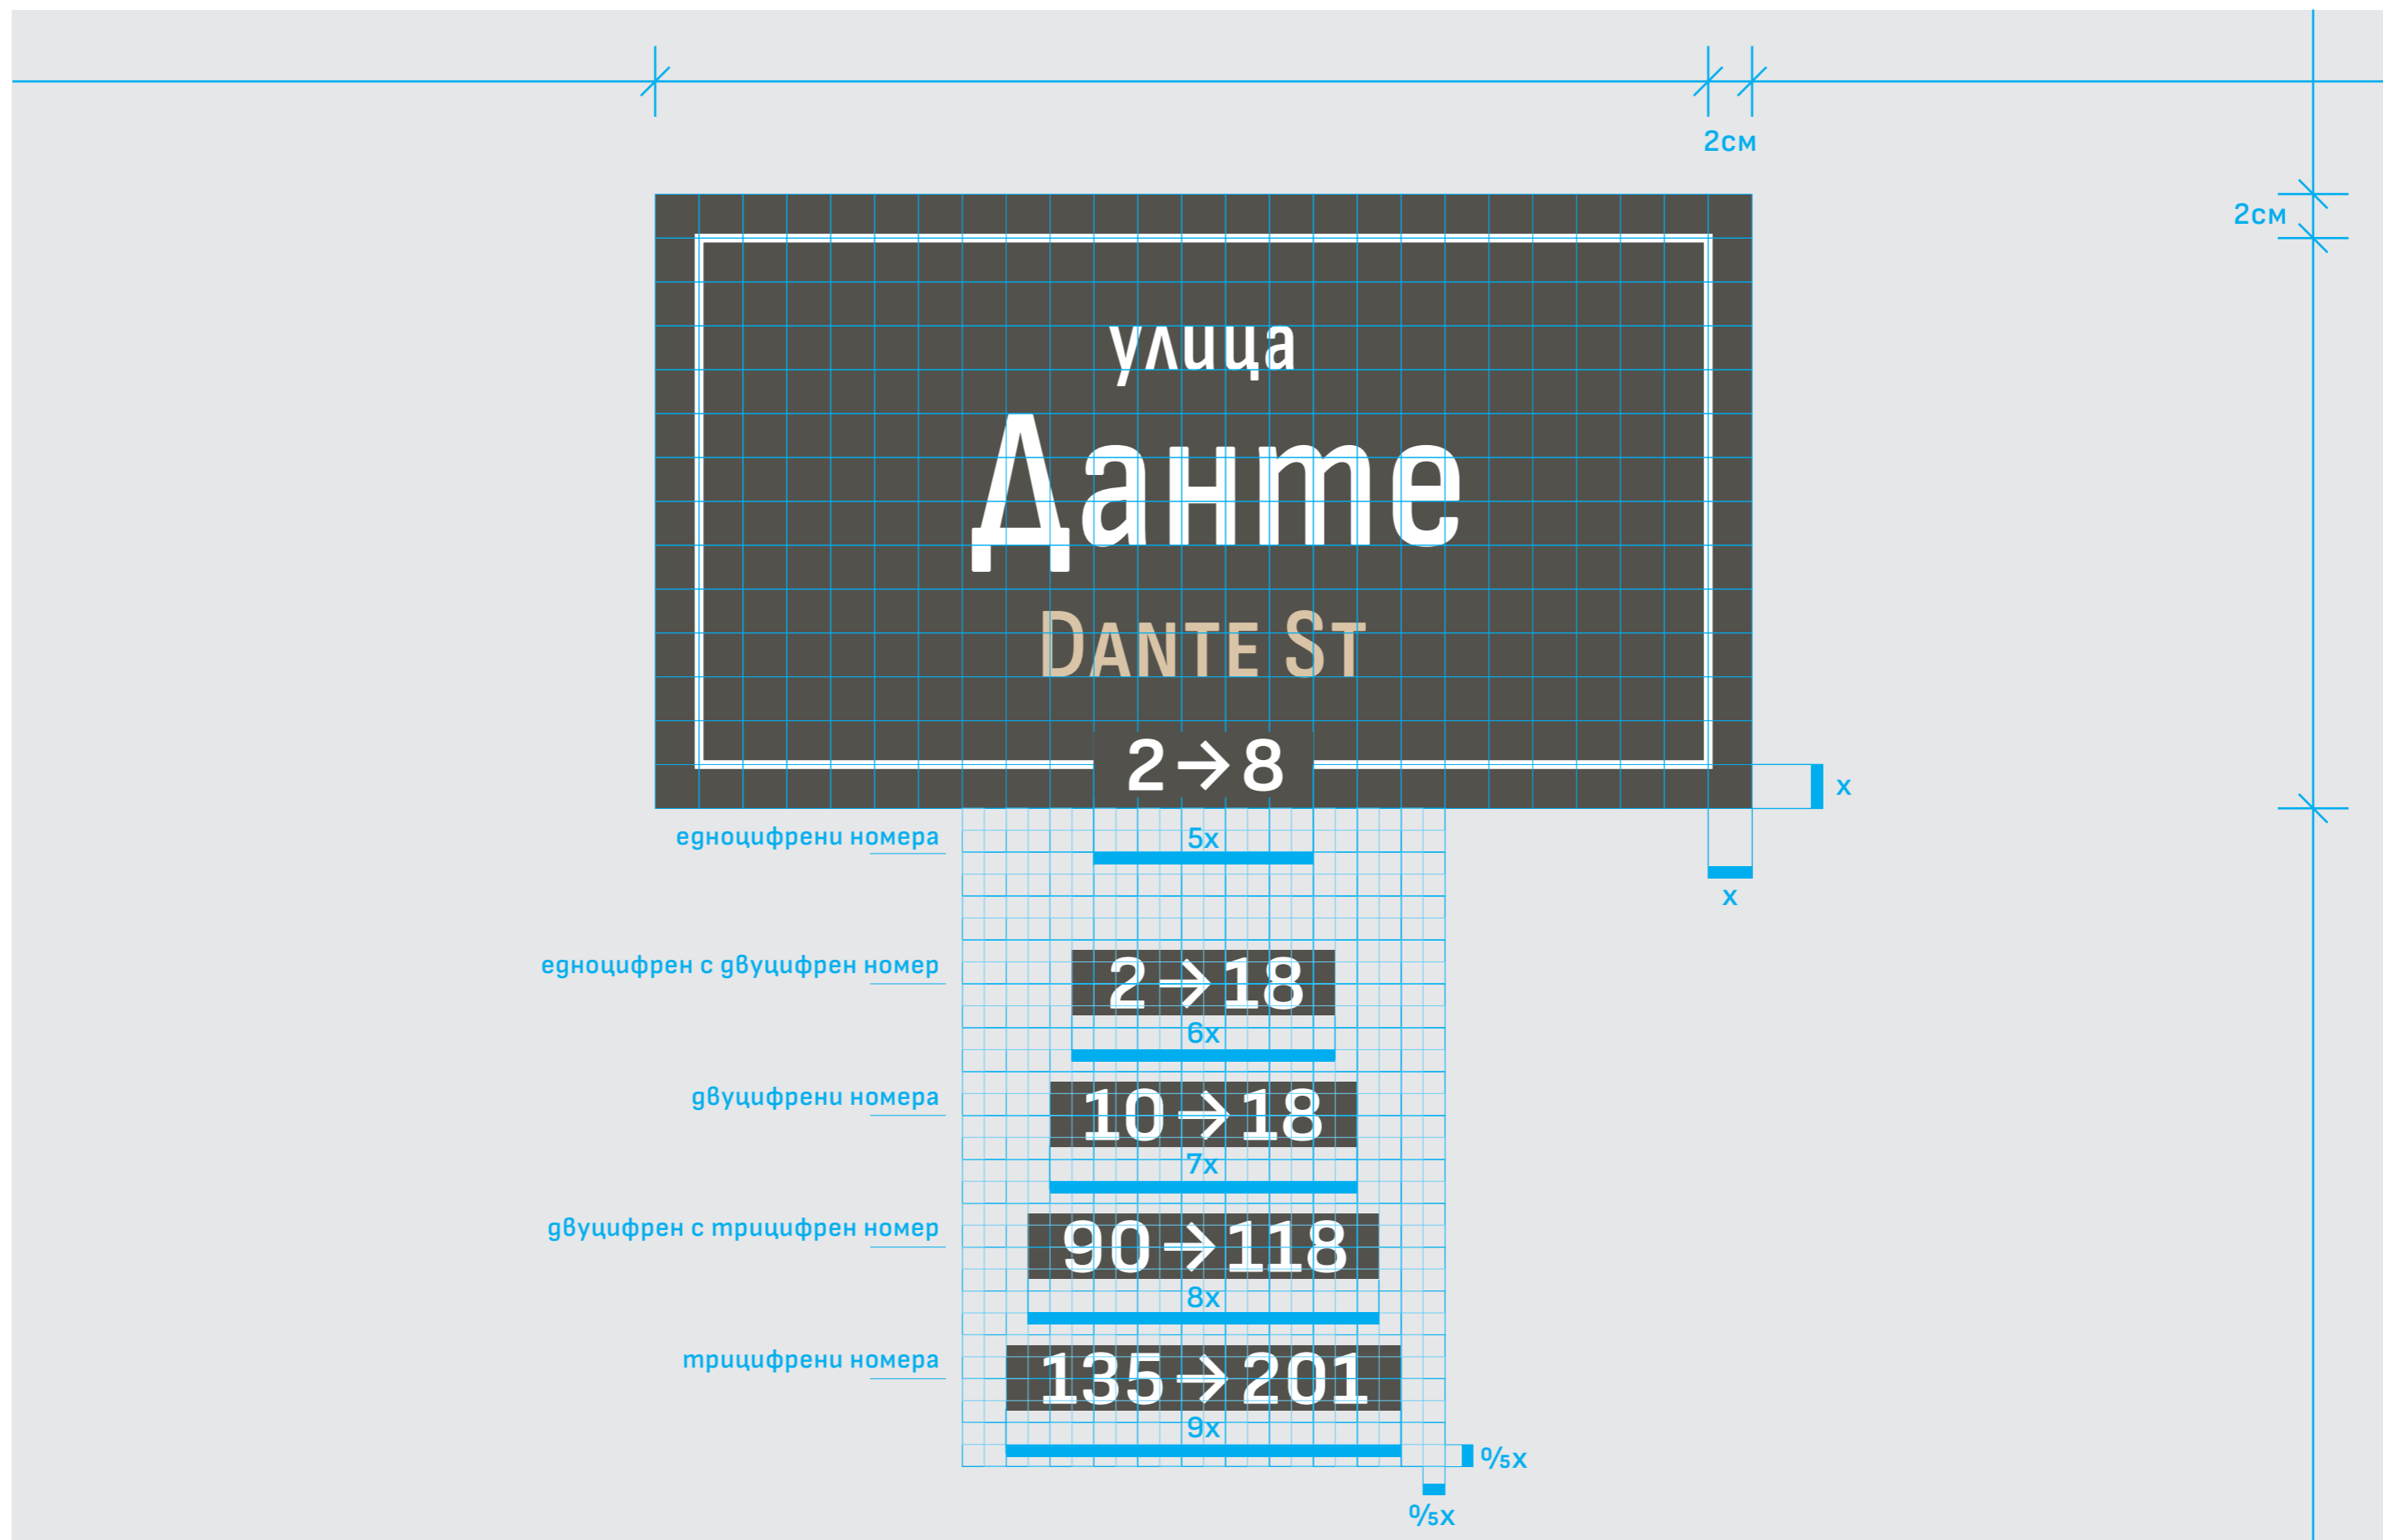 2см
2см
улица
Данте
DANTE ST
2→8
x
едноцифрени номера
5x
x
едноцифрен с двуцифрен номер
2→18
6x
двуцифрени номера
10→18
7x
двуцифрен с трицифрен номер
90→118
8x
трицифрени номера
135→201
9x
0/5x
0/5x